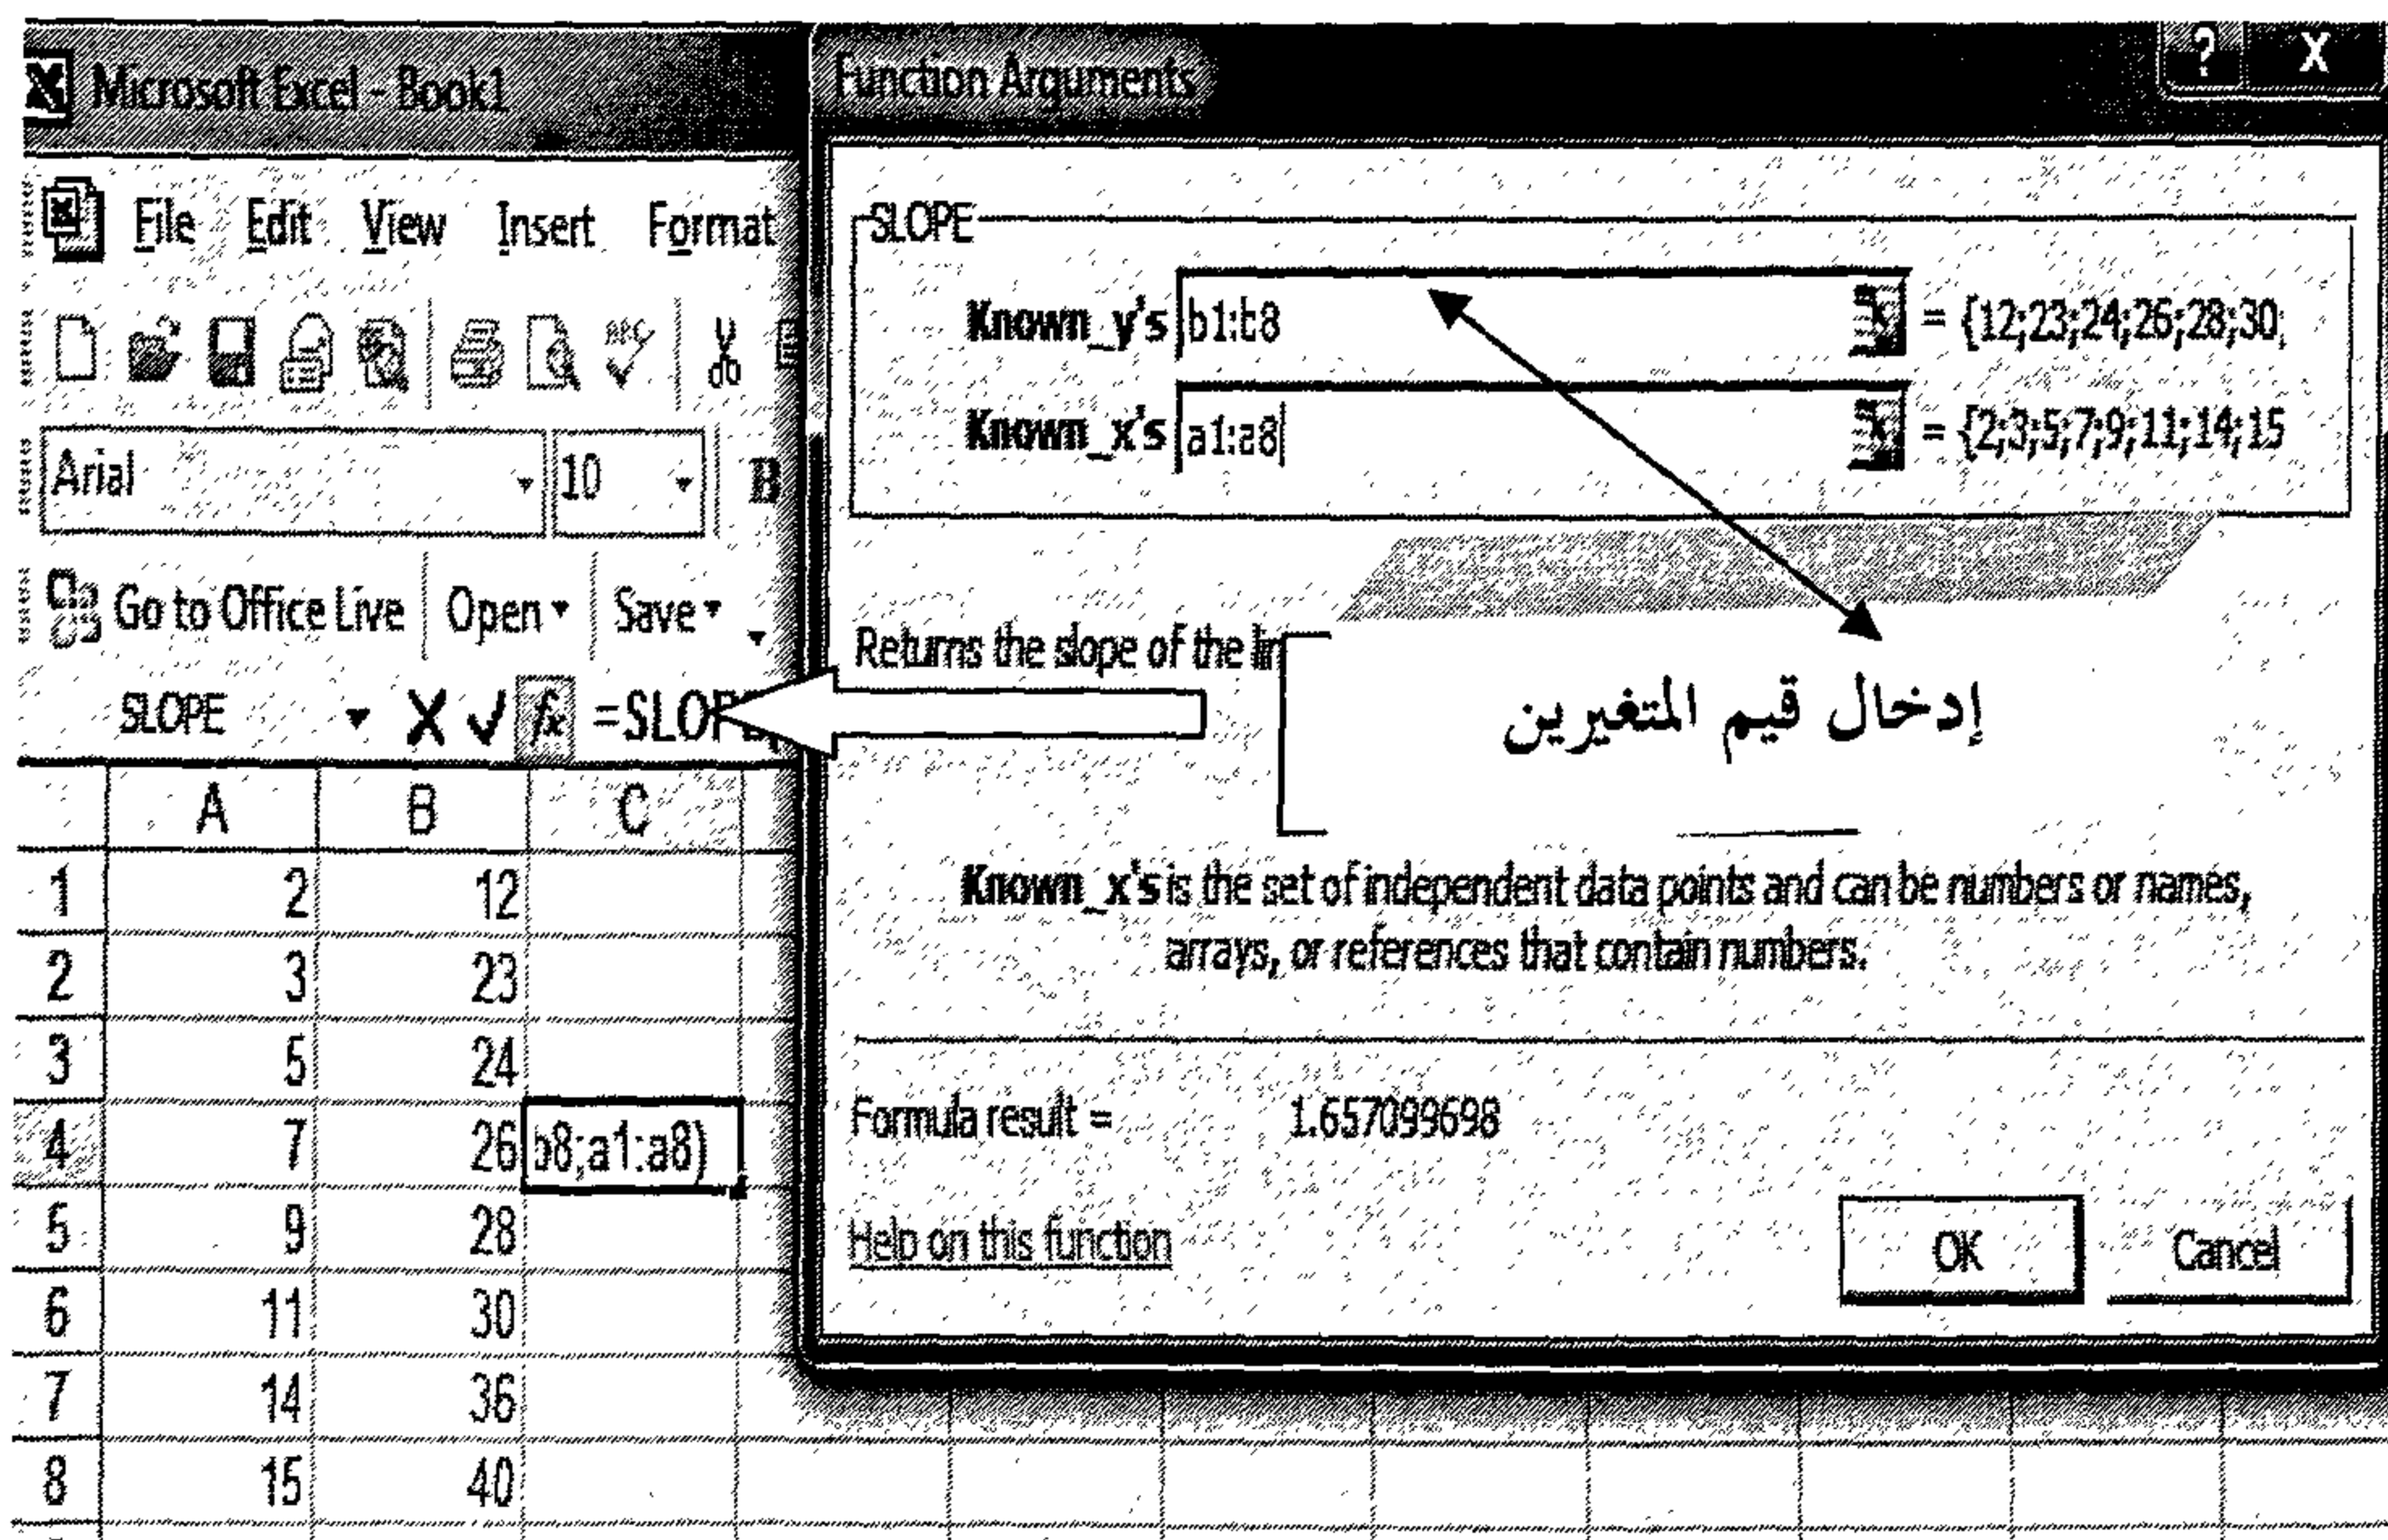 Microsoft Excel - Book1
File Edit View Insert Format
ABC
Arial 10 B
Go to Office Live Open Save
SLOPE X fx =SLOPE
A B C
1 2 12
2 3 23
3 5 24
4 7 26 b8;a1:a8)
5 9 28
6 11 30
7 14 36
8 15 40
Function Arguments ? X
SLOPE
Known_y's b1:b8 = {12;23;24;26;28;30;
Known_x's a1:a8 = {2;3;5;7;9;11;14;15
Returns the slope of the lin
إدخال قيم المتغيرين
Known_x's is the set of independent data points and can be numbers or names,
arrays, or references that contain numbers.
Formula result = 1.657099698
Help on this function
OK Cancel